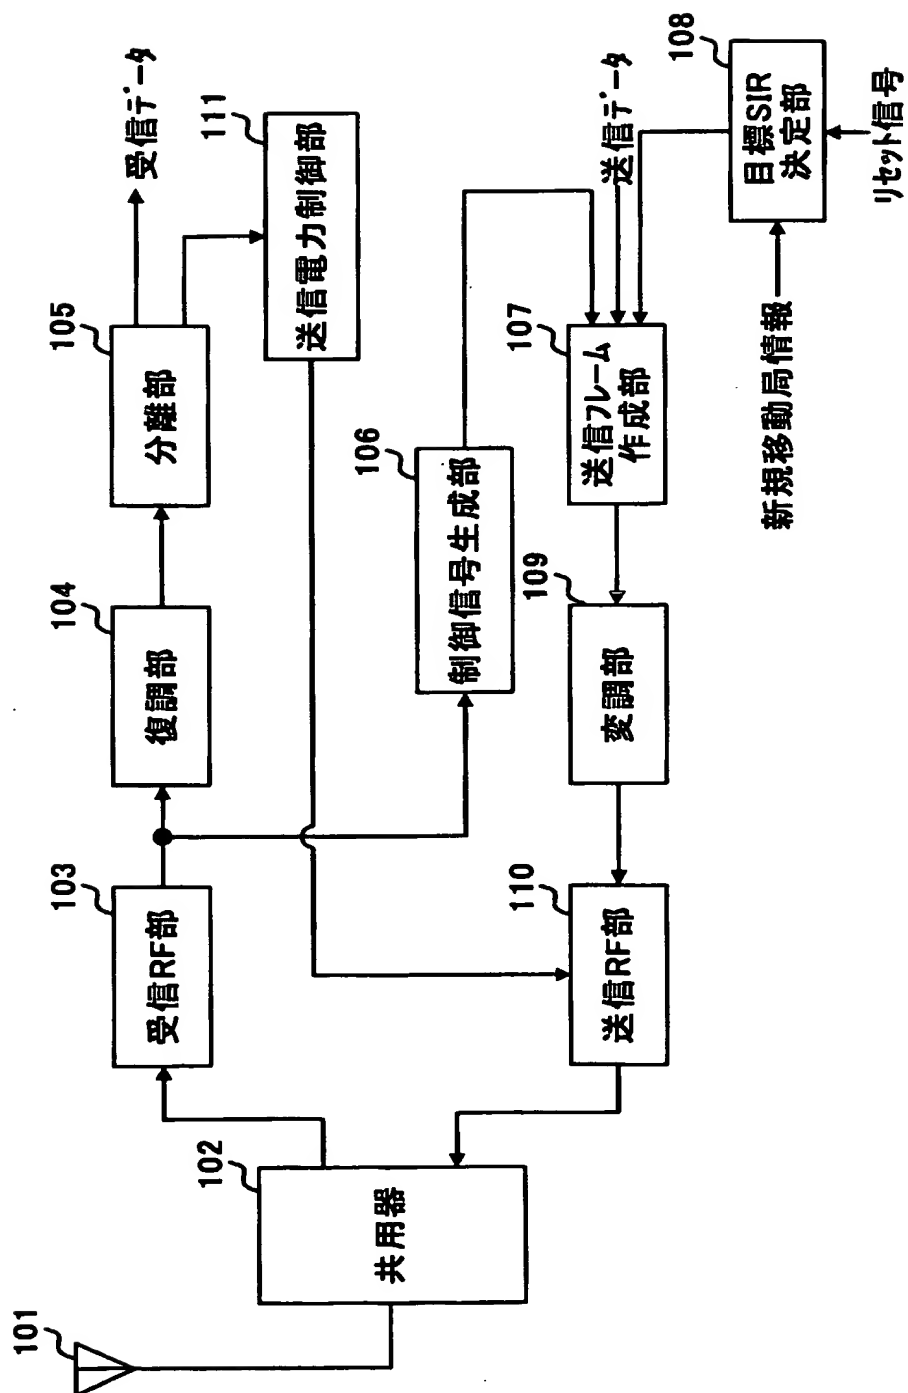 101
102
共用器
103
受信RF部
104
復調部
105
分離部
受信データ
111
送信電力制御部
106
制御信号生成部
107
送信フレーム
作成部
送信データ
108
目標SIR
決定部
リセット信号
新規移動局情報
109
変調部
110
送信RF部